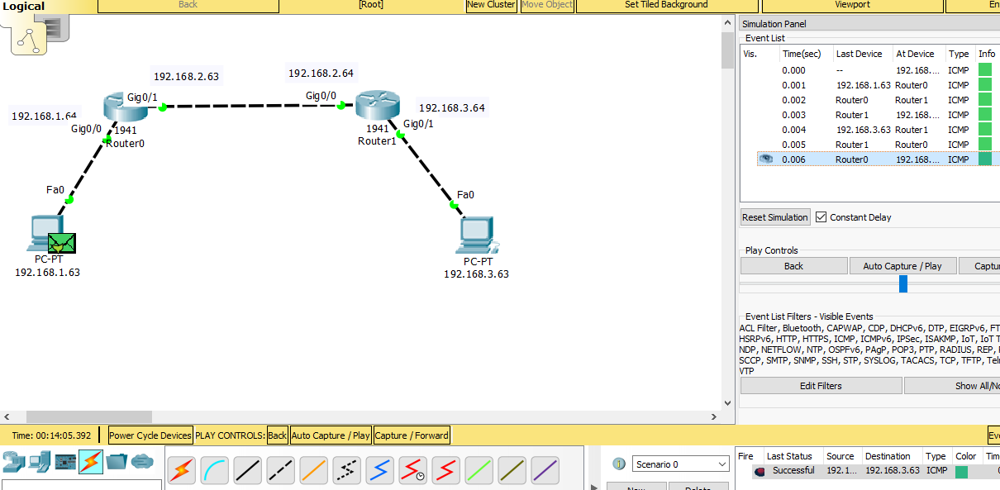 Logical
Back
[Root]
New Cluster
Move Object
Set Tiled Background
Viewport
En
Simulation Panel
Event List
Vis. Time(sec) Last Device At Device Type Info
0.000 -- 192.168.... ICMP
0.001 192.168.1.63 Router0 ICMP
0.002 Router0 Router1 ICMP
0.003 Router1 192.168.... ICMP
0.004 192.168.3.63 Router1 ICMP
0.005 Router1 Router0 ICMP
0.006 Router0 192.168.... ICMP
Reset Simulation Constant Delay
Play Controls
Back Auto Capture / Play Captu
Event List Filters - Visible Events
ACL Filter, Bluetooth, CAPWAP, CDP, DHCPv6, DTP, EIGRPv6, FT
HSRPv6, HTTP, HTTPS, ICMP, ICMPv6, IPSec, ISAKMP, IoT, IoT T
NDP, NETFLOW, NTP, OSPFv6, PAgP, POP3, PTP, RADIUS, REP,
SCCP, SMTP, SNMP, SSH, STP, SYSLOG, TACACS, TCP, TFTP, Tel
VTP
Edit Filters Show All/No
192.168.2.63
192.168.2.64
192.168.1.64
Gig0/1
Gig0/0
192.168.3.64
Gig0/0
1941
Router0
1941
Router1
Gig0/1
Fa0
Fa0
PC-PT
192.168.1.63
PC-PT
192.168.3.63
Time: 00:14:05.392 Power Cycle Devices PLAY CONTROLS: Back Auto Capture / Play Capture / Forward
Eve
Scenario 0
New Delete
Fire Last Status Source Destination Type Color Tim
Successful 192.1... 192.168.3.63 ICMP